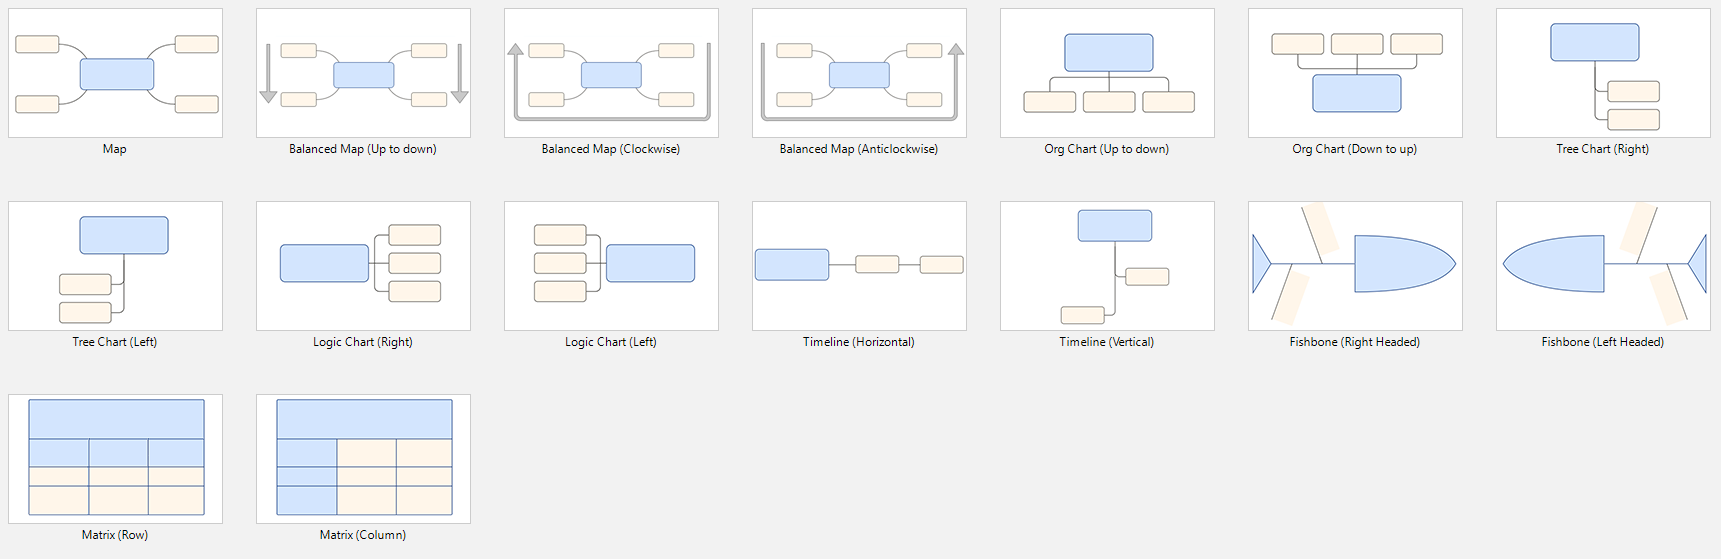 Map
Balanced Map (Up to down)
Balanced Map (Clockwise)
Balanced Map (Anticlockwise)
Org Chart (Up to down)
Org Chart (Down to up)
Tree Chart (Right)
Tree Chart (Left)
Logic Chart (Right)
Logic Chart (Left)
Timeline (Horizontal)
Timeline (Vertical)
Fishbone (Right Headed)
Fishbone (Left Headed)
Matrix (Row)
Matrix (Column)